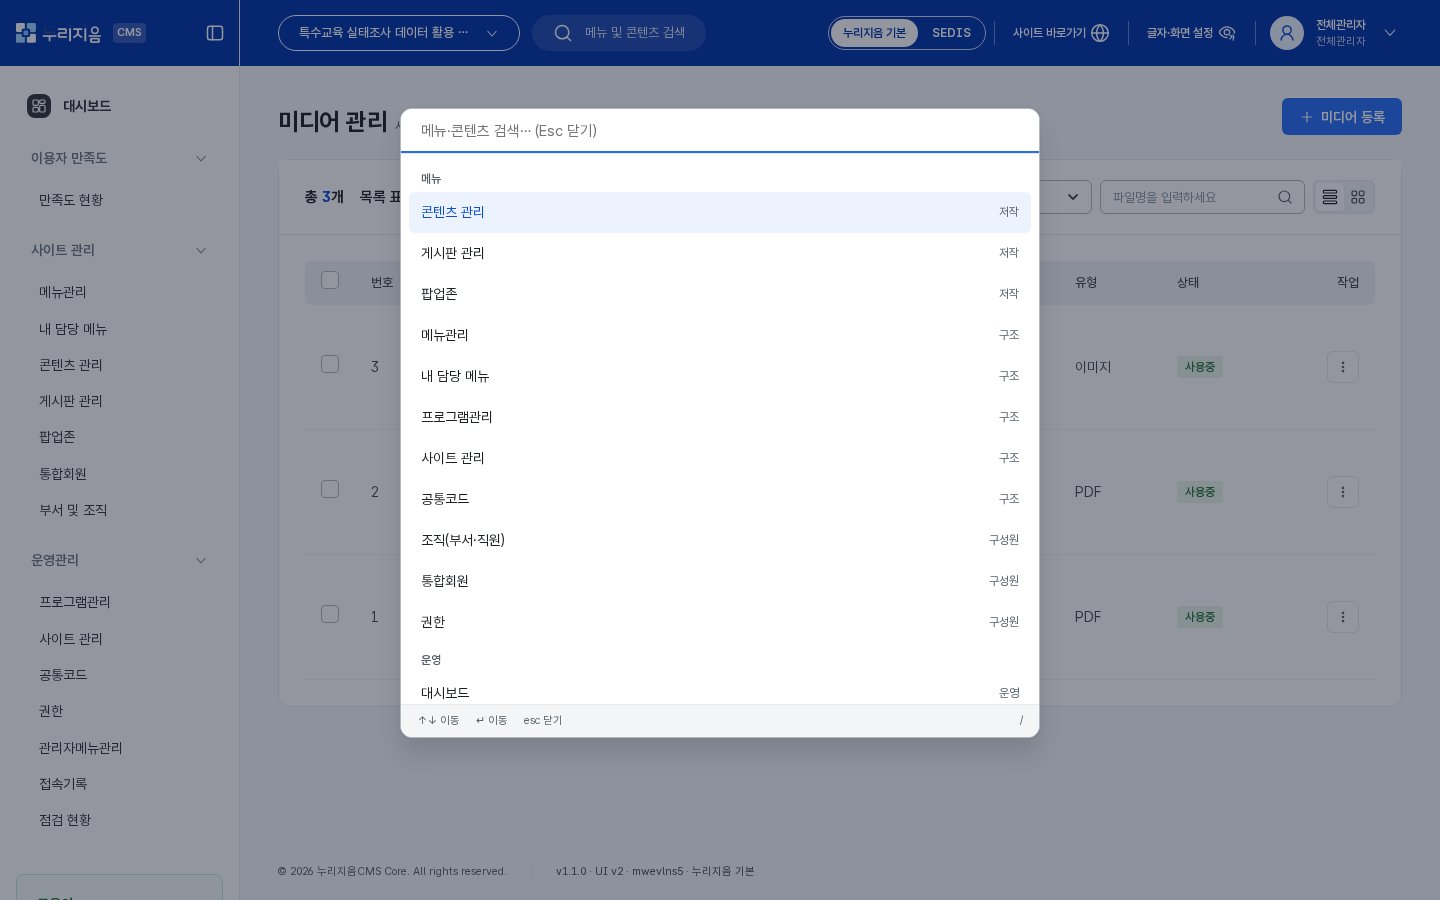 누리지음 CMS
특수교육 실태조사 데이터 활용 ···
메뉴 및 콘텐츠 검색
누리지음 기본
SEDIS
사이트 바로가기
글자·화면 설정
전체관리자
전체관리자
대시보드
이용자 만족도
만족도 현황
사이트 관리
메뉴관리
내 담당 메뉴
콘텐츠 관리
게시판 관리
팝업존
통합회원
부서 및 조직
운영관리
프로그램관리
사이트 관리
공통코드
권한
관리자메뉴관리
접속기록
점검 현황
미디어 관리
+ 미디어 등록
총 3개 목록 표
파일명을 입력하세요
번호
유형
상태
작업
3
이미지
사용중
2
PDF
사용중
1
PDF
사용중
메뉴·콘텐츠 검색··· (Esc 닫기)
메뉴
콘텐츠 관리 저작
게시판 관리 저작
팝업존 저작
메뉴관리 구조
내 담당 메뉴 구조
프로그램관리 구조
사이트 관리 구조
공통코드 구조
조직(부서·직원) 구성원
통합회원 구성원
권한 구성원
운영
대시보드 운영
↑↓ 이동 ↵ 이동 esc 닫기 /
© 2026 누리지음CMS Core. All rights reserved.
v1.1.0 · UI v2 · mwevlns5 · 누리지음 기본